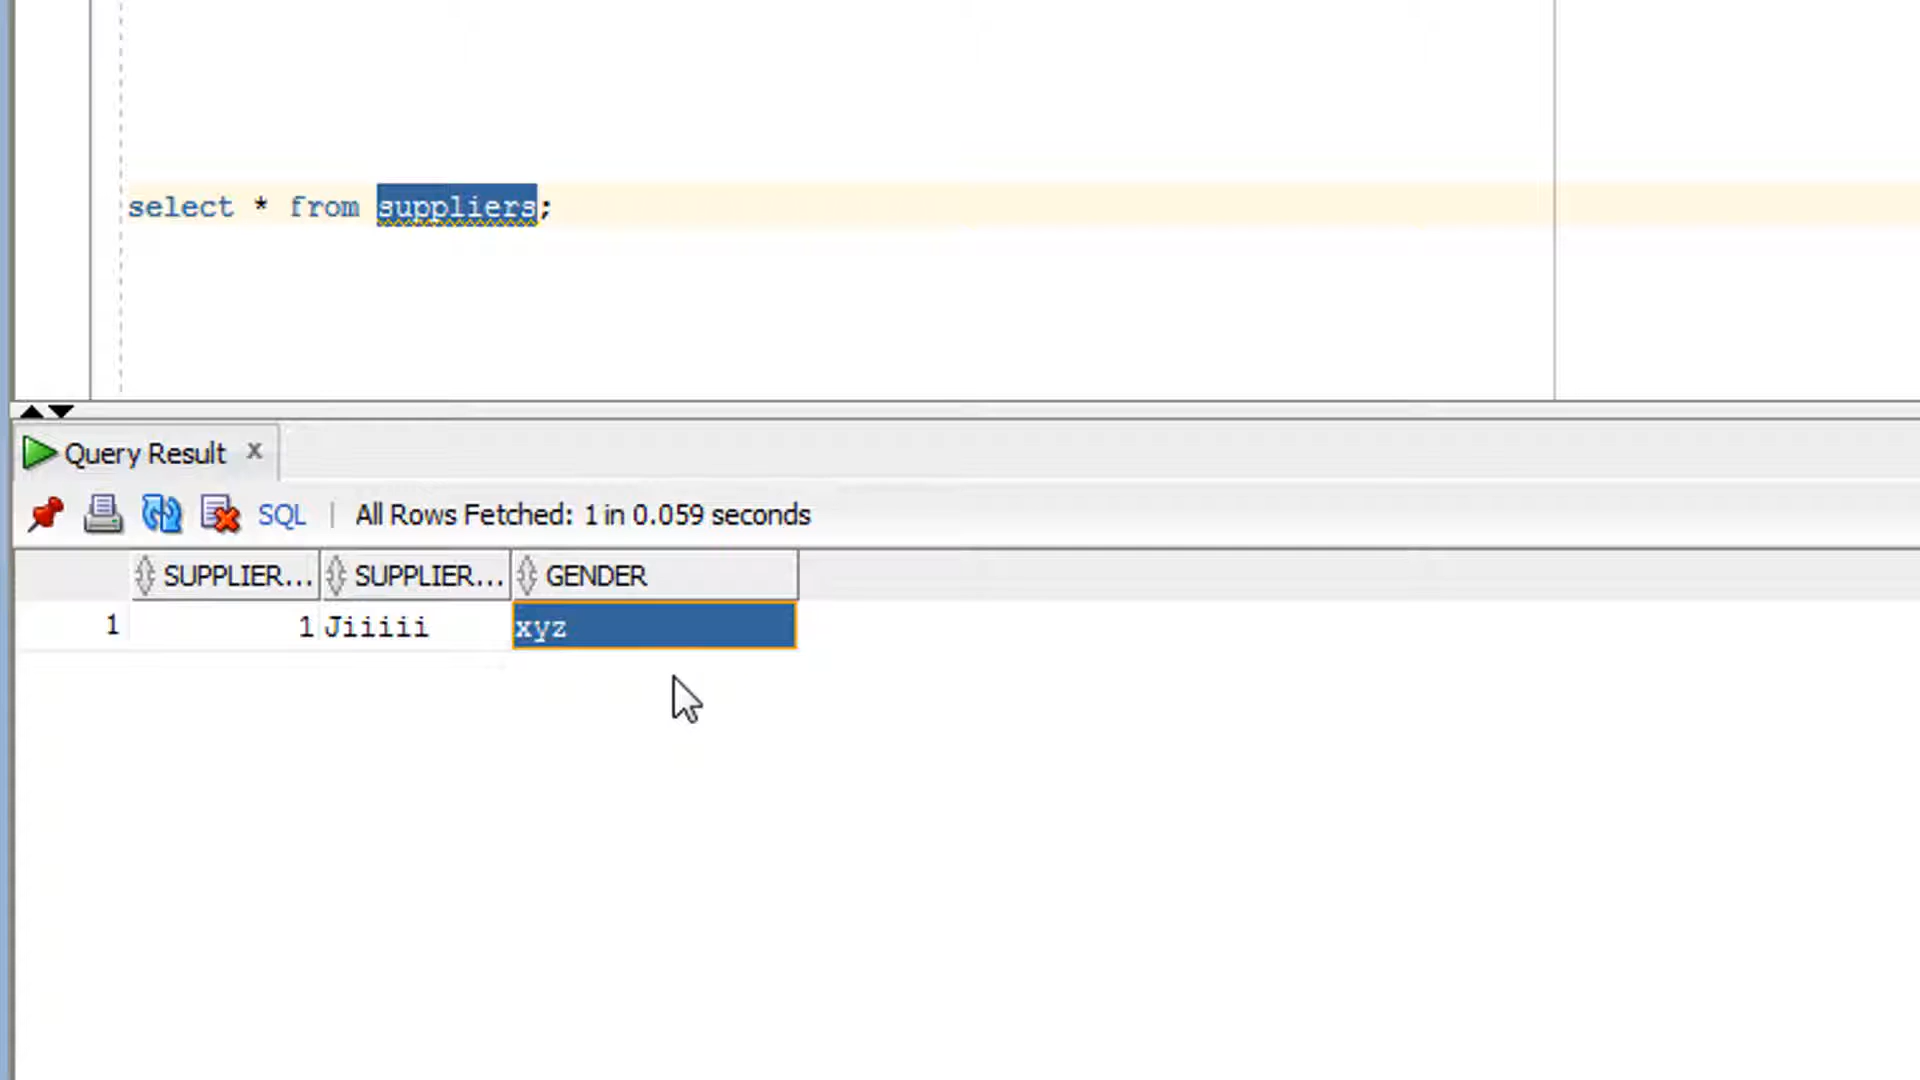 select * from suppliers;
Query Result x
SQL | All Rows Fetched: 1 in 0.059 seconds
SUPPLIER... SUPPLIER... GENDER
1 1 Jiiiii xyz